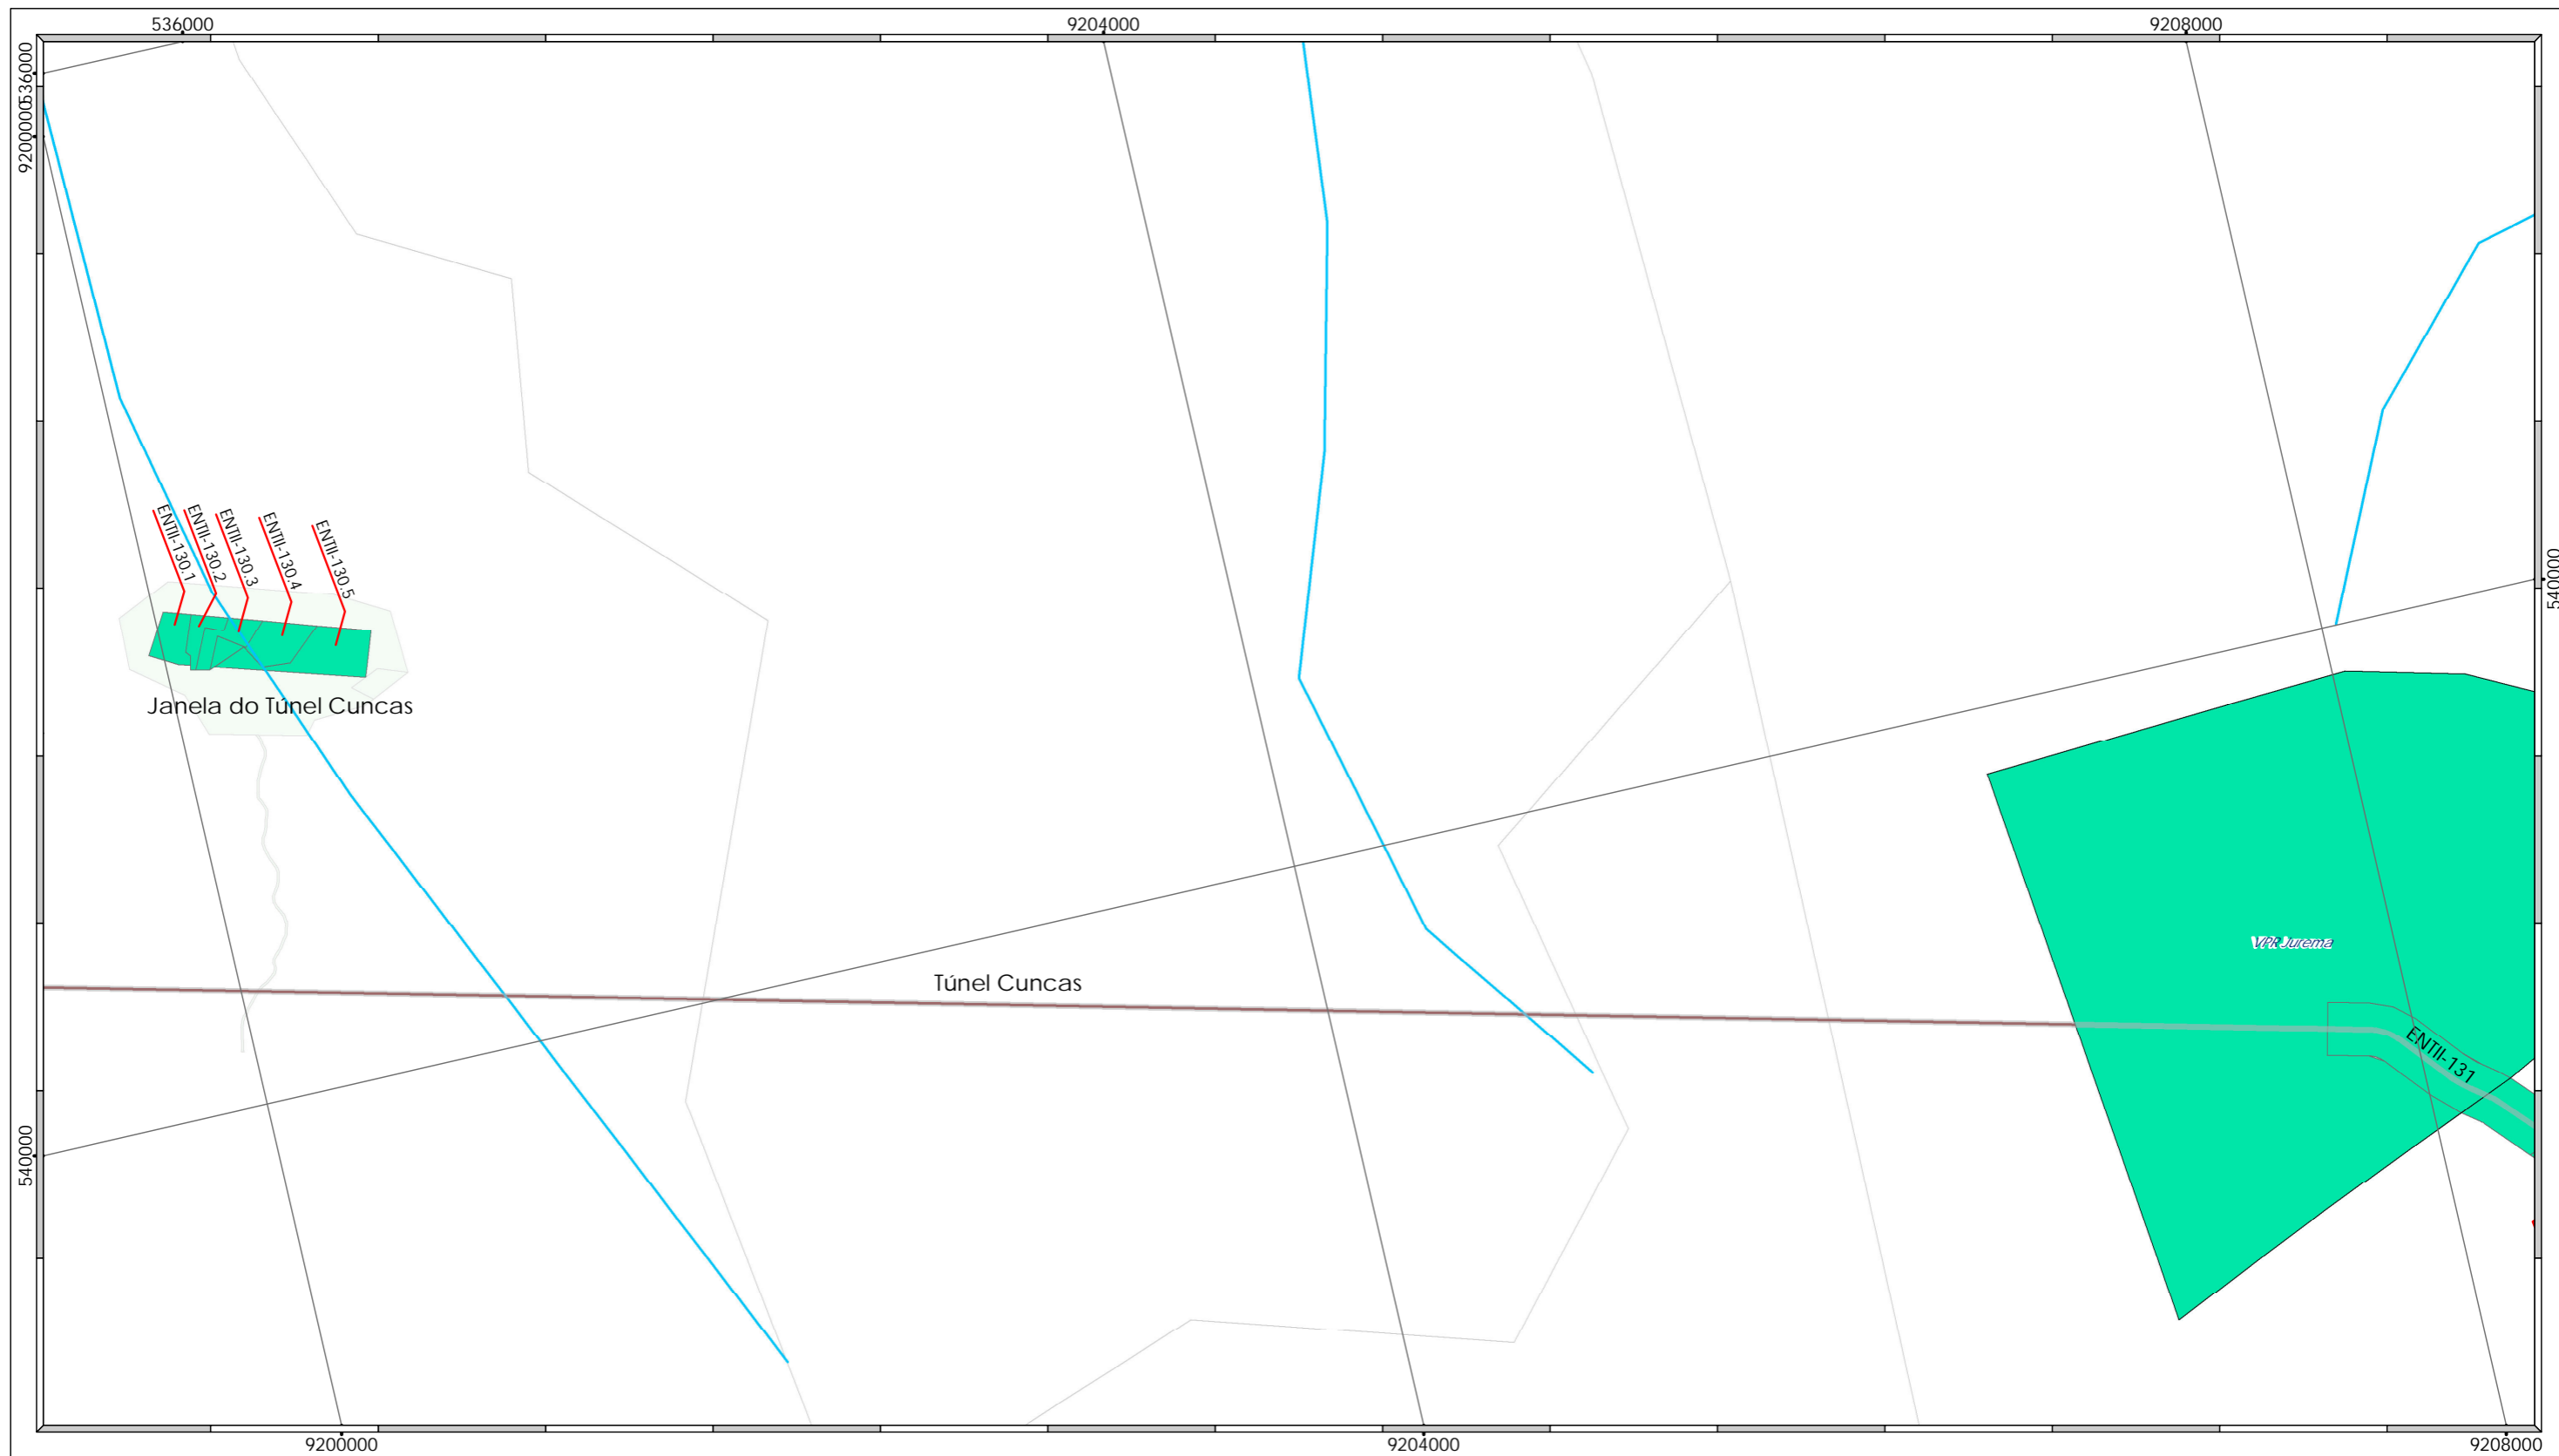 536000
9204000
9208000
536000
9200000
ENTII-130.1
ENTII-130.2
ENTII-130.3
ENTII-130.4
ENTII-130.5
540000
Janela do Túnel Cuncas
VPR Jurema
Túnel Cuncas
ENTII-131
540000
9200000
9204000
9208000